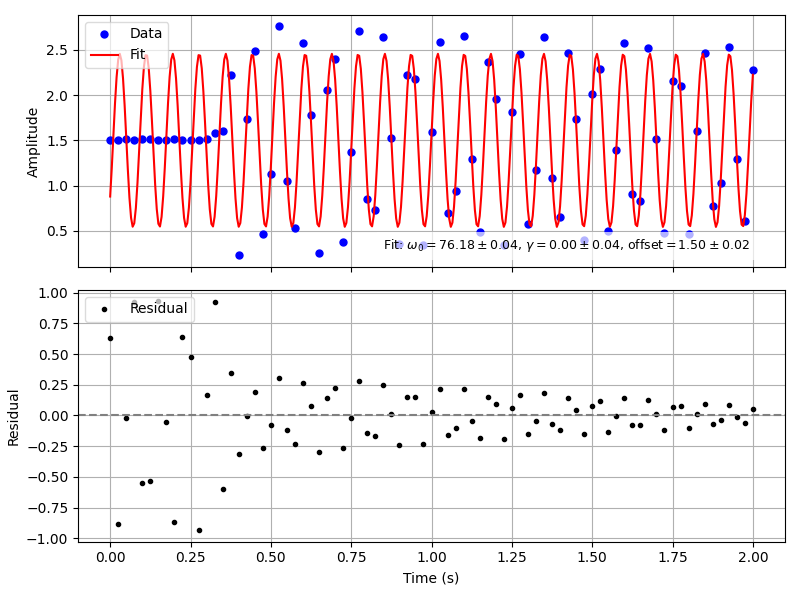 Data
Fit
2.5
2.0
1.5
1.0
0.5
Amplitude
Fit: ω₀ = 76.18 ± 0.04, γ = 0.00 ± 0.04, offset = 1.50 ± 0.02
Residual
1.00
0.75
0.50
0.25
0.00
−0.25
−0.50
−0.75
−1.00
Residual
0.00 0.25 0.50 0.75 1.00 1.25 1.50 1.75 2.00
Time (s)